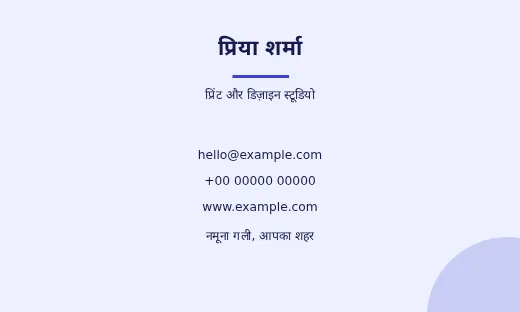 प्रिया शर्मा
प्रिंट और डिज़ाइन स्टूडियो
hello@example.com
+00 00000 00000
www.example.com
नमूना गली, आपका शहर